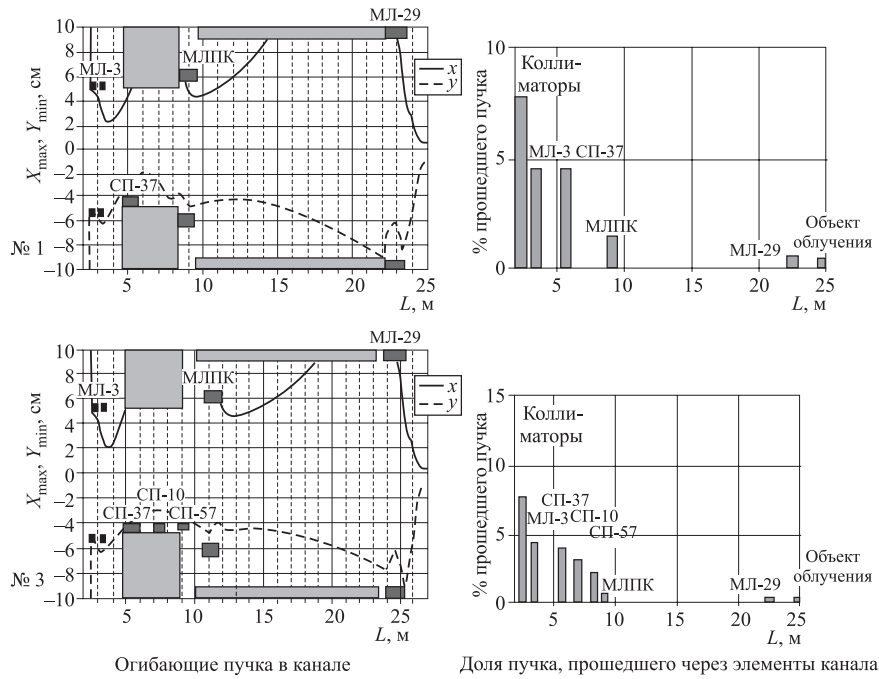 МЛ-29
10
8
6
4
2
0
−2
−4
−6
−8
−10
X max, Y min, см
МЛ-3
МЛПК
x
y
СП-37
№ 1
5 10 15 20 25
L, м
10
5
0
% прошедшего пучка
Колли-
маторы
МЛ-3 СП-37
МЛПК
МЛ-29
Объект
облучения
5 10 15 20 25
L, м
МЛ-29
10
8
6
4
2
0
−2
−4
−6
−8
−10
X max, Y min, см
МЛ-3
МЛПК
x
y
СП-10
СП-37 СП-57
№ 3
5 10 15 20 25
L, м
15
10
5
0
% прошедшего пучка
Колли-
маторы
СП-37
МЛ-3 СП-10
СП-57
МЛПК
МЛ-29
Объект
облучения
5 10 15 20 25
L, м
Огибающие пучка в канале
Доля пучка, прошедшего через элементы канала